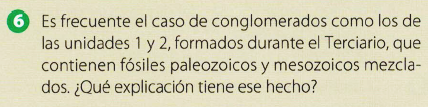 6 Es frecuente el caso de conglomerados como los de
las unidades 1 y 2, formados durante el Terciario, que
contienen fósiles paleozoicos y mesozoicos mezcla-
dos. ¿Qué explicación tiene ese hecho?